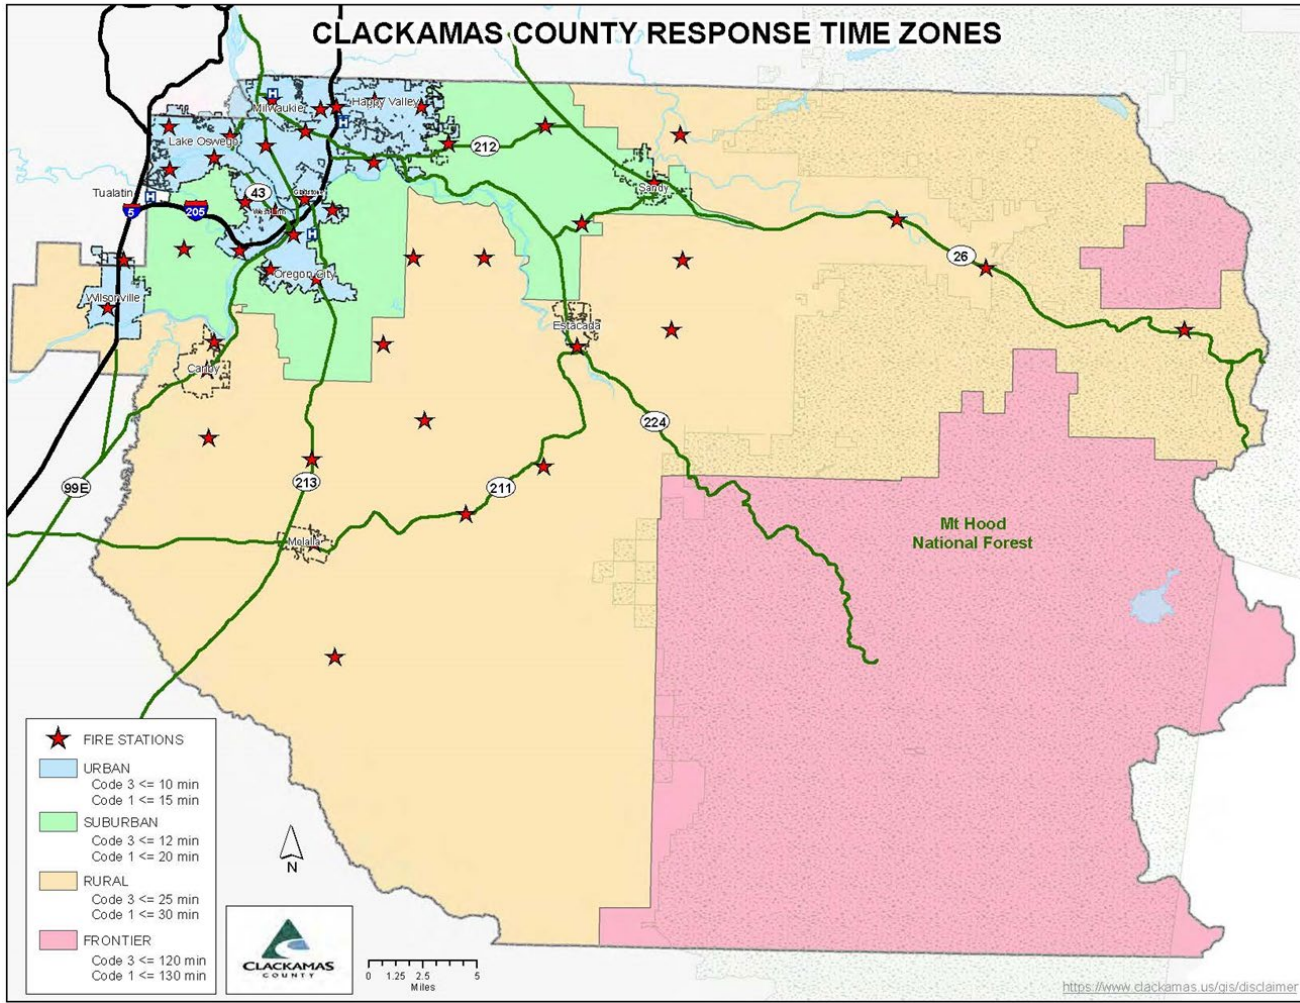 CLACKAMAS COUNTY RESPONSE TIME ZONES
H
Milwaukie
Happy Valley
H
Lake Oswego
212
Tualatin
H
43
Gladstone
Sandy
5
205
West Linn
H
26
Oregon City
Wilsonville
Estacada
Canby
224
99E
213
211
Molalla
Mt Hood
National Forest
FIRE STATIONS
URBAN
Code 3 <= 10 min
Code 1 <= 15 min
SUBURBAN
Code 3 <= 12 min
Code 1 <= 20 min
RURAL
Code 3 <= 25 min
Code 1 <= 30 min
FRONTIER
Code 3 <= 120 min
Code 1 <= 130 min
N
CLACKAMAS
COUNTY
0 1.25 2.5 5
Miles
https://www.clackamas.us/gis/disclaimer